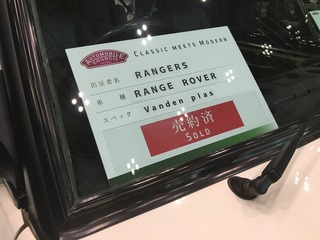 AUTOMOBILE COUNCIL
CLASSIC MEETS MODERN
出展者名 RANGERS
車種 RANGE ROVER
スペック Vanden plas
売約済
SOLD